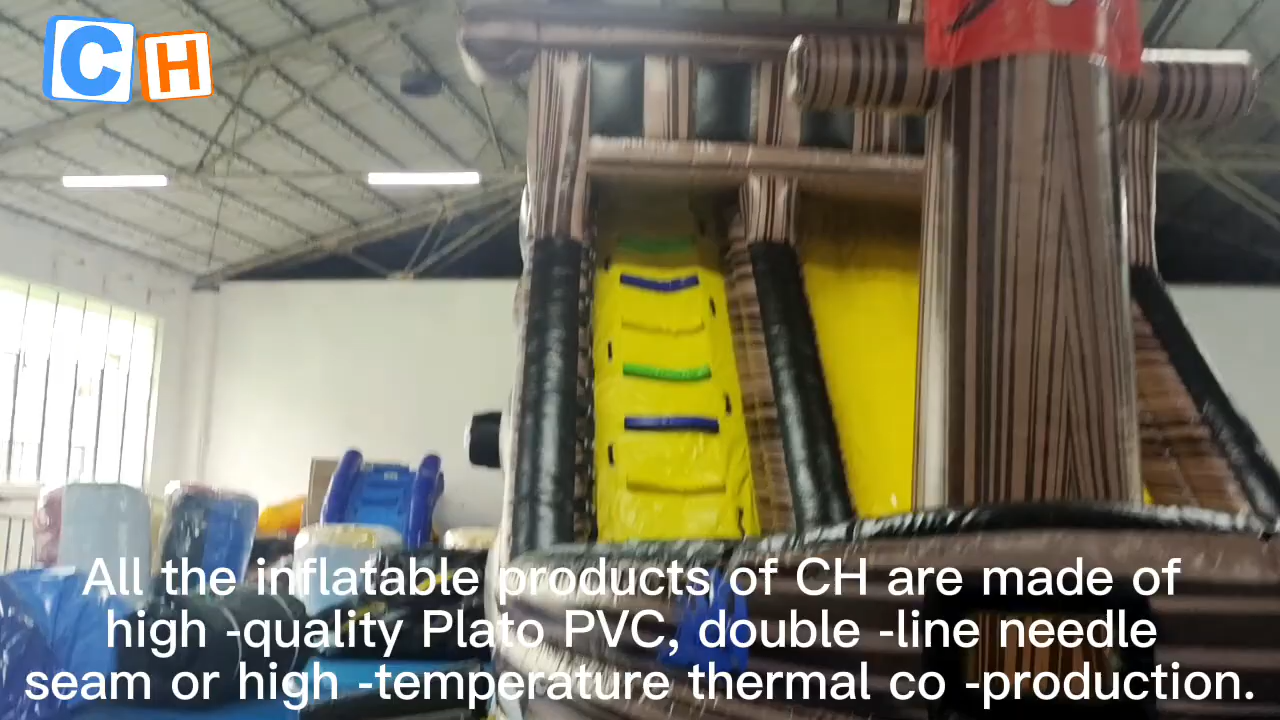 CH
All the inflatable products of CH are made of
high -quality Plato PVC, double -line needle
seam or high -temperature thermal co -production.